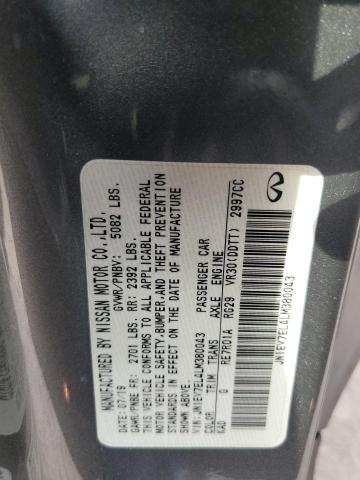 MANUFACTURED BY NISSAN MOTOR CO.,LTD.
DATE: 07/19 GVWR/PNBV: 5082 LBS.
GAWR/PNBE FR: 2701 LBS. RR: 2392 LBS.
THIS VEHICLE CONFORMS TO ALL APPLICABLE FEDERAL
MOTOR VEHICLE SAFETY,BUMPER,AND THEFT PREVENTION
STANDARDS IN EFFECT ON THE DATE OF MANUFACTURE
SHOWN ABOVE.
JN1EV7EL4LM380043 PASSENGER CAR
COLOR TRIM TRANS AXLE ENGINE
KAD G RE7R01A RG29 VR30(DDTT) 2997CC
JN1EV7EL4LM380043
INFINITI